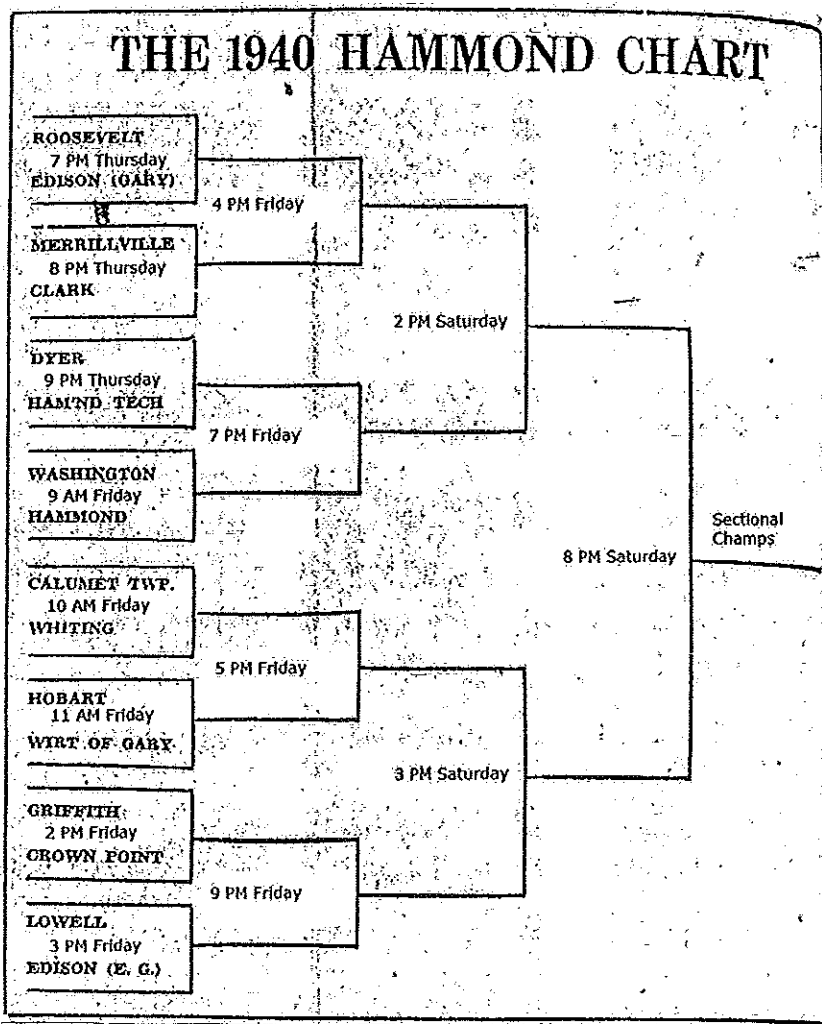 THE 1940 HAMMOND CHART
ROOSEVELT
7 PM Thursday
EDISON (GARY)
4 PM Friday
MERRILLVILLE
8 PM Thursday
CLARK
2 PM Saturday
DYER
9 PM Thursday
HAM'ND TECH
7 PM Friday
WASHINGTON
9 AM Friday
HAMMOND
Sectional
Champs
8 PM Saturday
CALUMET TWP.
10 AM Friday
WHITING
5 PM Friday
HOBART
11 AM Friday
WIRT OF GARY
3 PM Saturday
GRIFFITH
2 PM Friday
CROWN POINT
9 PM Friday
LOWELL
3 PM Friday
EDISON (E. G.)